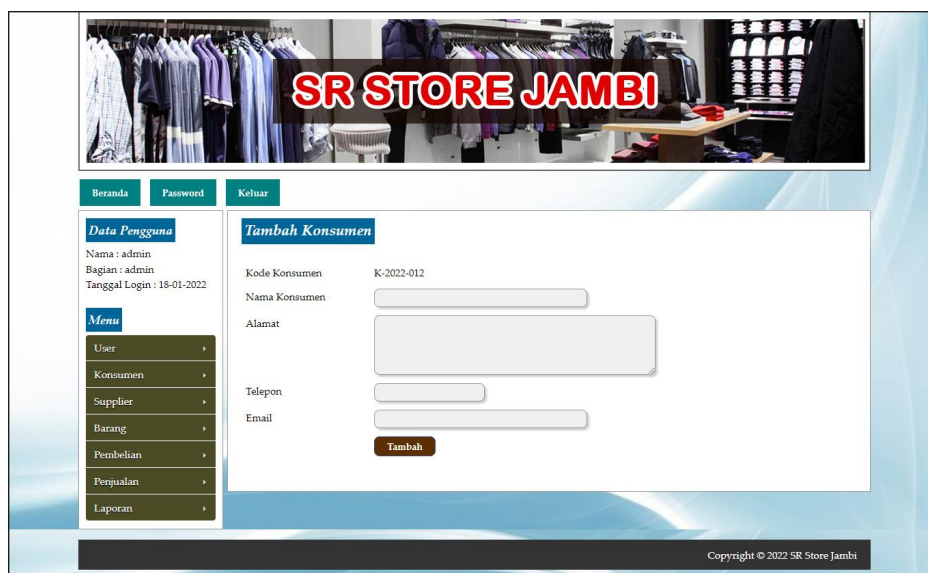 SR STORE JAMBI
Beranda Password Keluar
Data Pengguna
Nama : admin
Bagian : admin
Tanggal Login : 18-01-2022
Menu
User
Konsumen
Supplier
Barang
Pembelian
Penjualan
Laporan
Tambah Konsumen
Kode Konsumen K-2022-012
Nama Konsumen
Alamat
Telepon
Email
Tambah
Copyright © 2022 SR Store Jambi